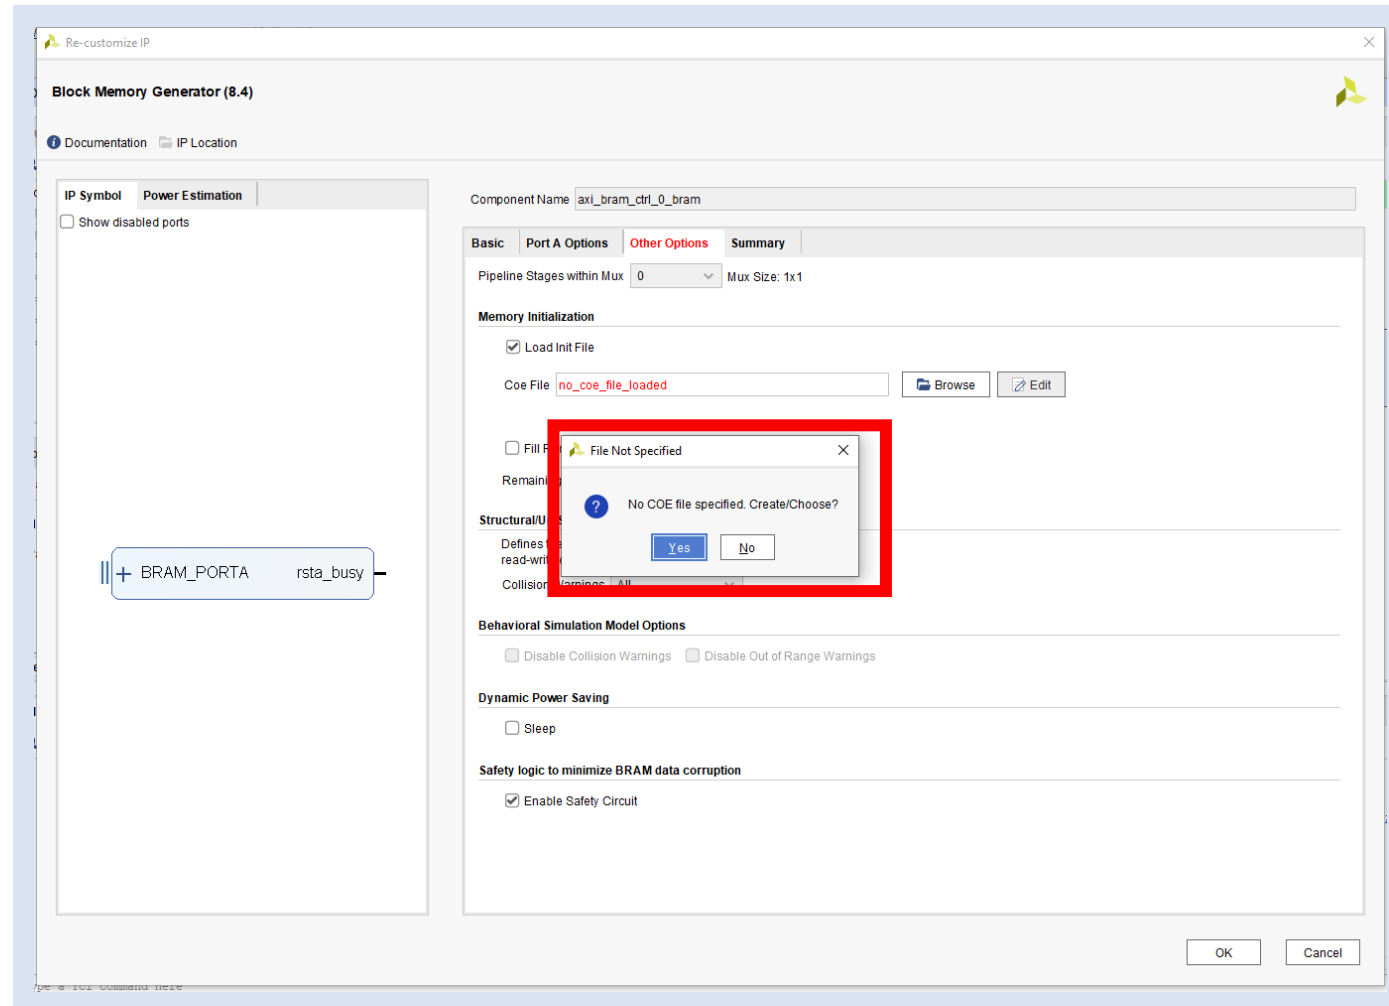 Re-customize IP
Block Memory Generator (8.4)
Documentation IP Location
IP Symbol Power Estimation
Show disabled ports
BRAM_PORTA rsta_busy
Component Name axi_bram_ctrl_0_bram
Basic Port A Options Other Options Summary
Pipeline Stages within Mux 0 Mux Size: 1x1
Memory Initialization
Load Init File
Coe File no_coe_file_loaded Browse Edit
Fill
File Not Specified
No COE file specified. Create/Choose?
Yes No
Structural/U
Defines
Collision Warnings All
Behavioral Simulation Model Options
Disable Collision Warnings Disable Out of Range Warnings
Dynamic Power Saving
Sleep
Safety logic to minimize BRAM data corruption
Enable Safety Circuit
OK Cancel